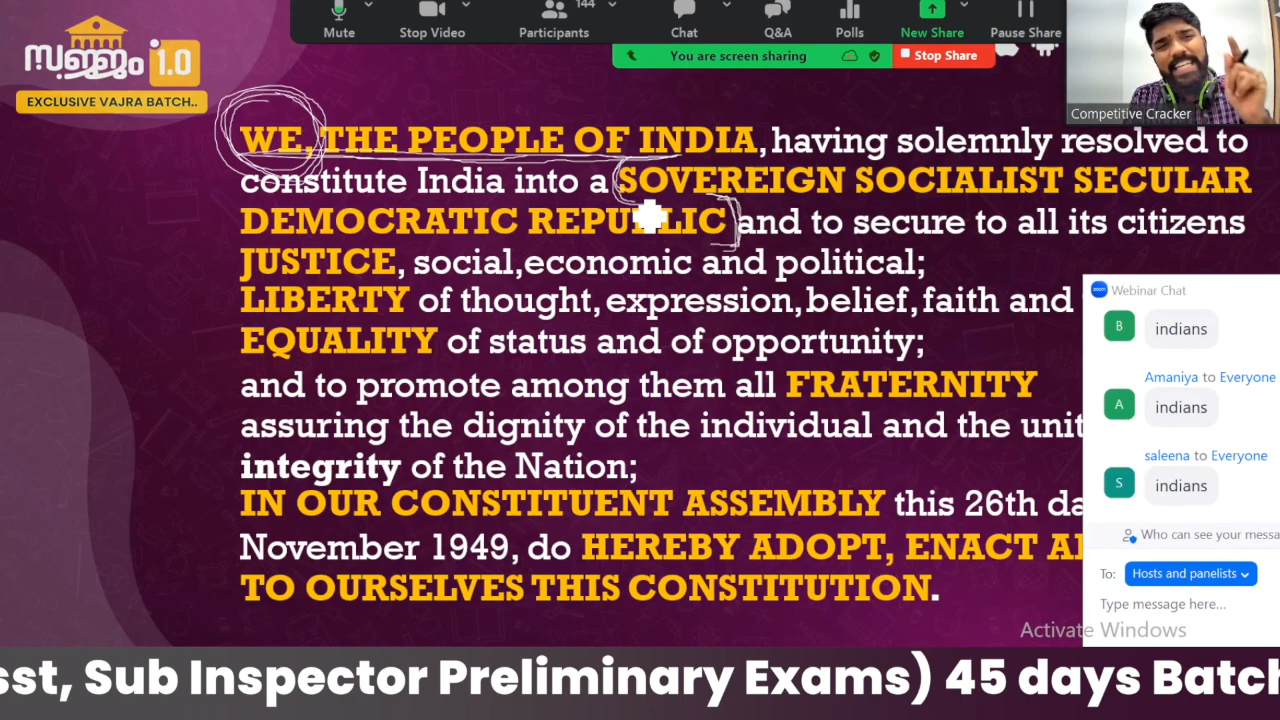 144
Mute
Stop Video
Participants
Chat
Q&A
Polls
New Share
Pause Share
You are screen sharing
Stop Share
1.0
EXCLUSIVE VAJRA BATCH..
Competitive Cracker
WE, THE PEOPLE OF INDIA, having solemnly resolved to
constitute India into a SOVEREIGN SOCIALIST SECULAR
DEMOCRATIC REPUBLIC and to secure to all its citizens
JUSTICE, social,economic and political;
LIBERTY of thought, expression, belief, faith and
EQUALITY of status and of opportunity;
and to promote among them all FRATERNITY
assuring the dignity of the individual and the unit
integrity of the Nation;
IN OUR CONSTITUENT ASSEMBLY this 26th da
November 1949, do HEREBY ADOPT, ENACT A
TO OURSELVES THIS CONSTITUTION.
Webinar Chat
B
indians
Amaniya to Everyone
A
indians
saleena to Everyone
S
indians
Who can see your messa
To: Hosts and panelists
Type message here...
Activate Windows
sst, Sub Inspector Preliminary Exams) 45 days Batch